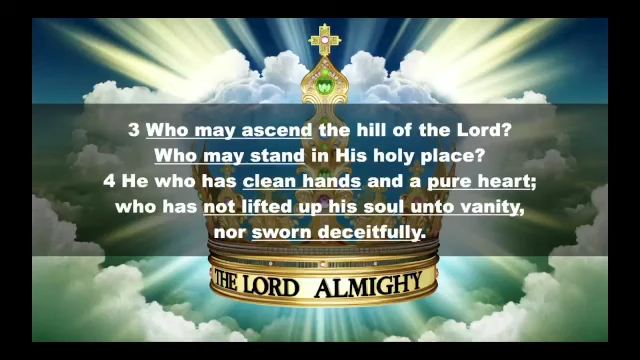 3 Who may ascend the hill of the Lord?
Who may stand in His holy place?
4 He who has clean hands and a pure heart;
who has not lifted up his soul unto vanity,
nor sworn deceitfully.
THE LORD ALMIGHTY